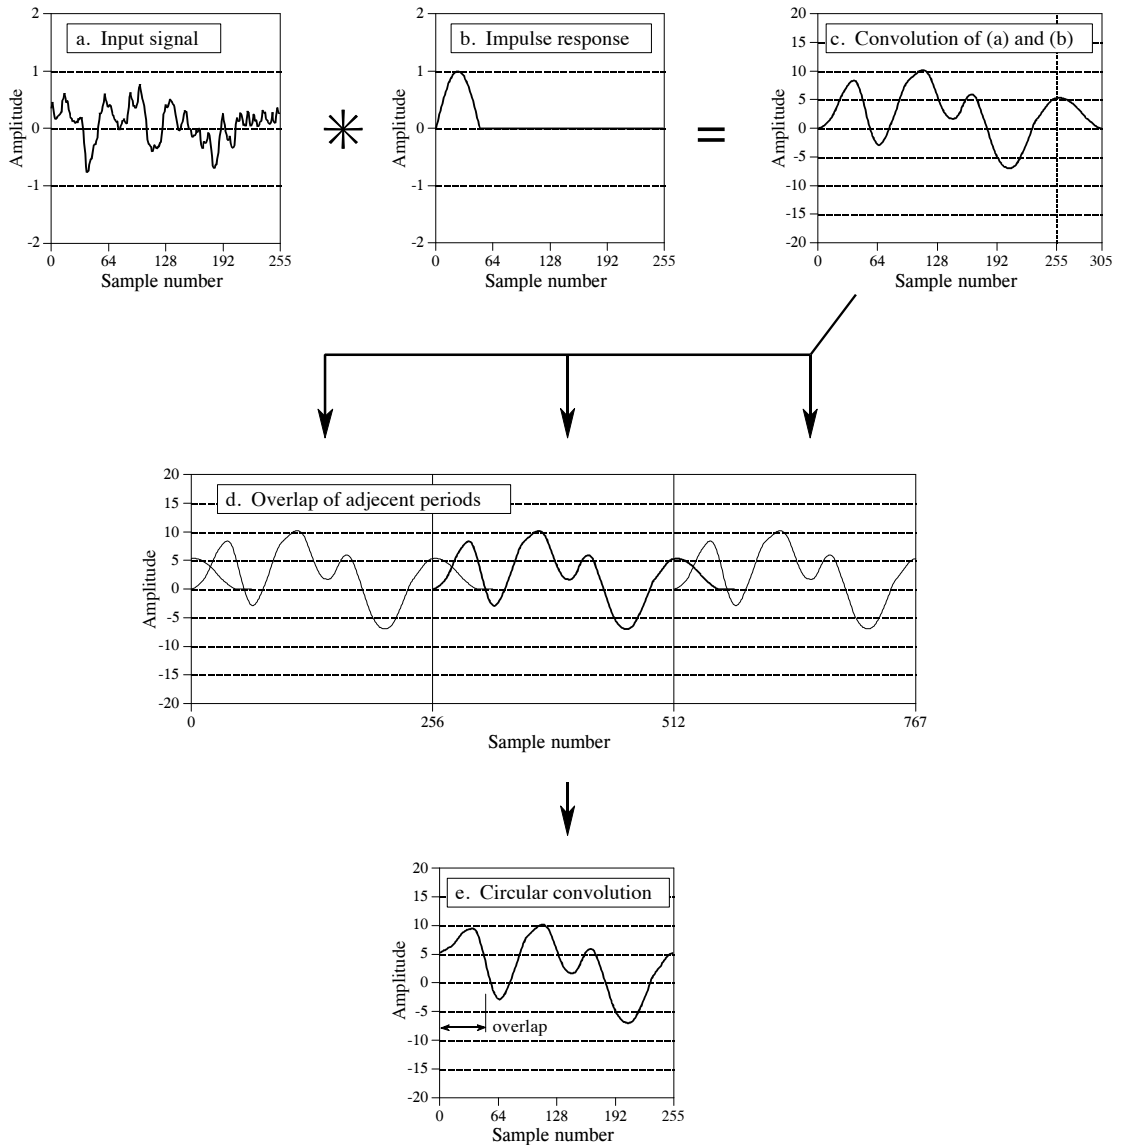 a. Input signal
2
1
0
-1
-2
Amplitude
0 64 128 192 255
Sample number
b. Impulse response
2
1
0
-1
-2
Amplitude
0 64 128 192 255
Sample number
=
c. Convolution of (a) and (b)
20
15
10
5
0
-5
-10
-15
-20
Amplitude
0 64 128 192 255 305
Sample number
d. Overlap of adjecent periods
20
15
10
5
0
-5
-10
-15
-20
Amplitude
0 256 512 767
Sample number
e. Circular convolution
20
15
10
5
0
-5
-10
-15
-20
Amplitude
overlap
0 64 128 192 255
Sample number